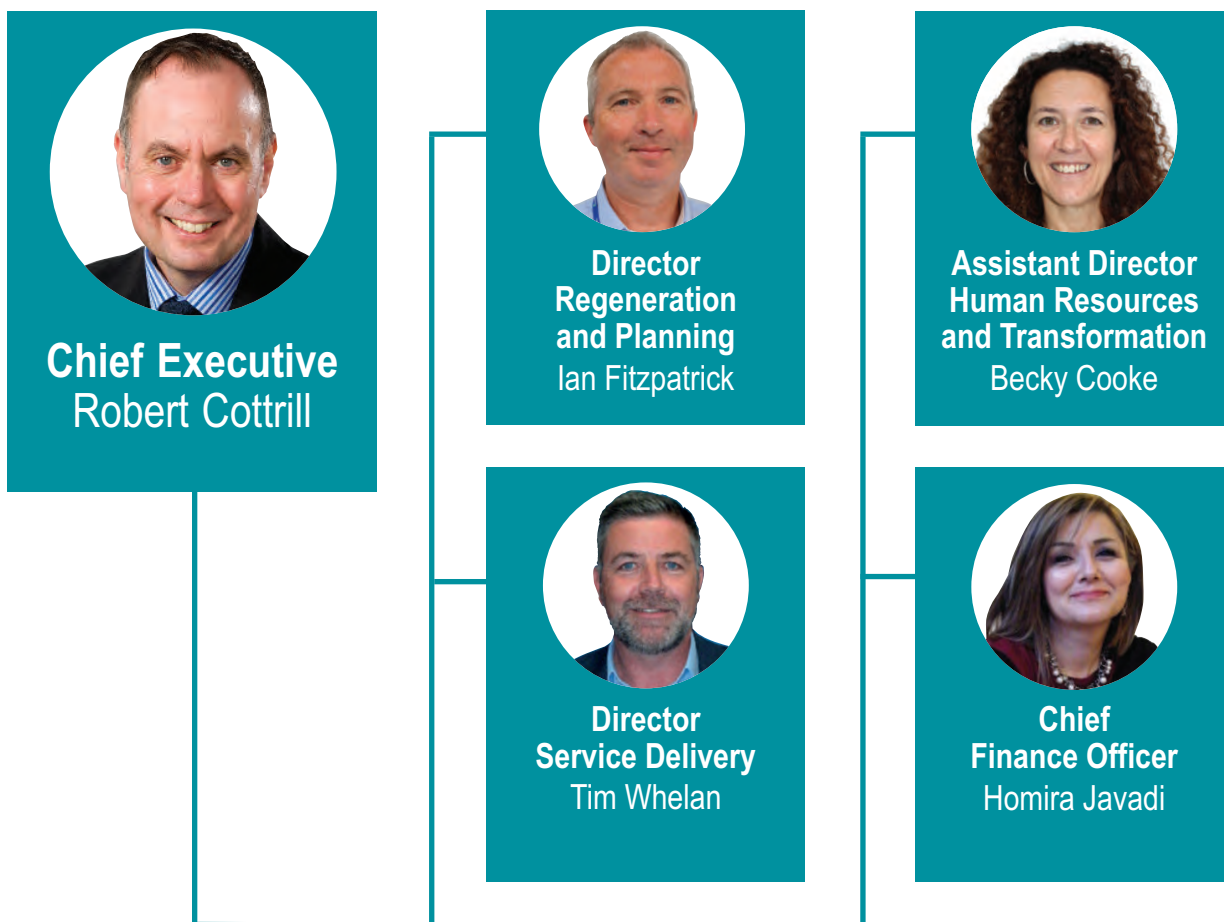 Chief Executive
Robert Cottrill
Director
Regeneration
and Planning
Ian Fitzpatrick
Assistant Director
Human Resources
and Transformation
Becky Cooke
Director
Service Delivery
Tim Whelan
Chief
Finance Officer
Homira Javadi